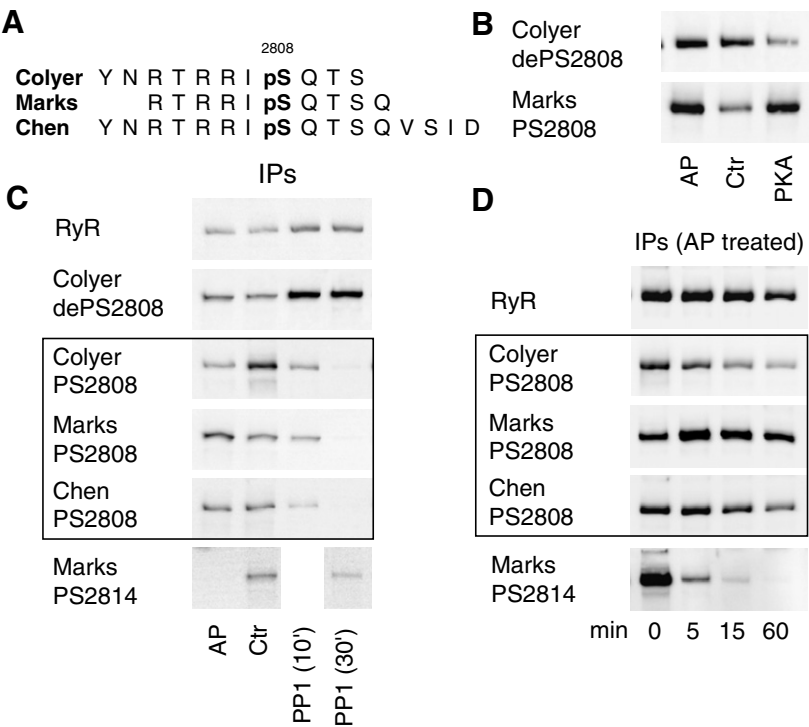 A
2808
Colyer Y N R T R R I pS Q T S
Marks R T R R I pS Q T S Q
Chen Y N R T R R I pS Q T S Q V S I D
B
Colyer
dePS2808
Marks
PS2808
AP Ctr PKA
C
IPs
RyR
Colyer
dePS2808
Colyer
PS2808
Marks
PS2808
Chen
PS2808
Marks
PS2814
AP Ctr PP1 (10') PP1 (30')
D
IPs (AP treated)
RyR
Colyer
PS2808
Marks
PS2808
Chen
PS2808
Marks
PS2814
min 0 5 15 60